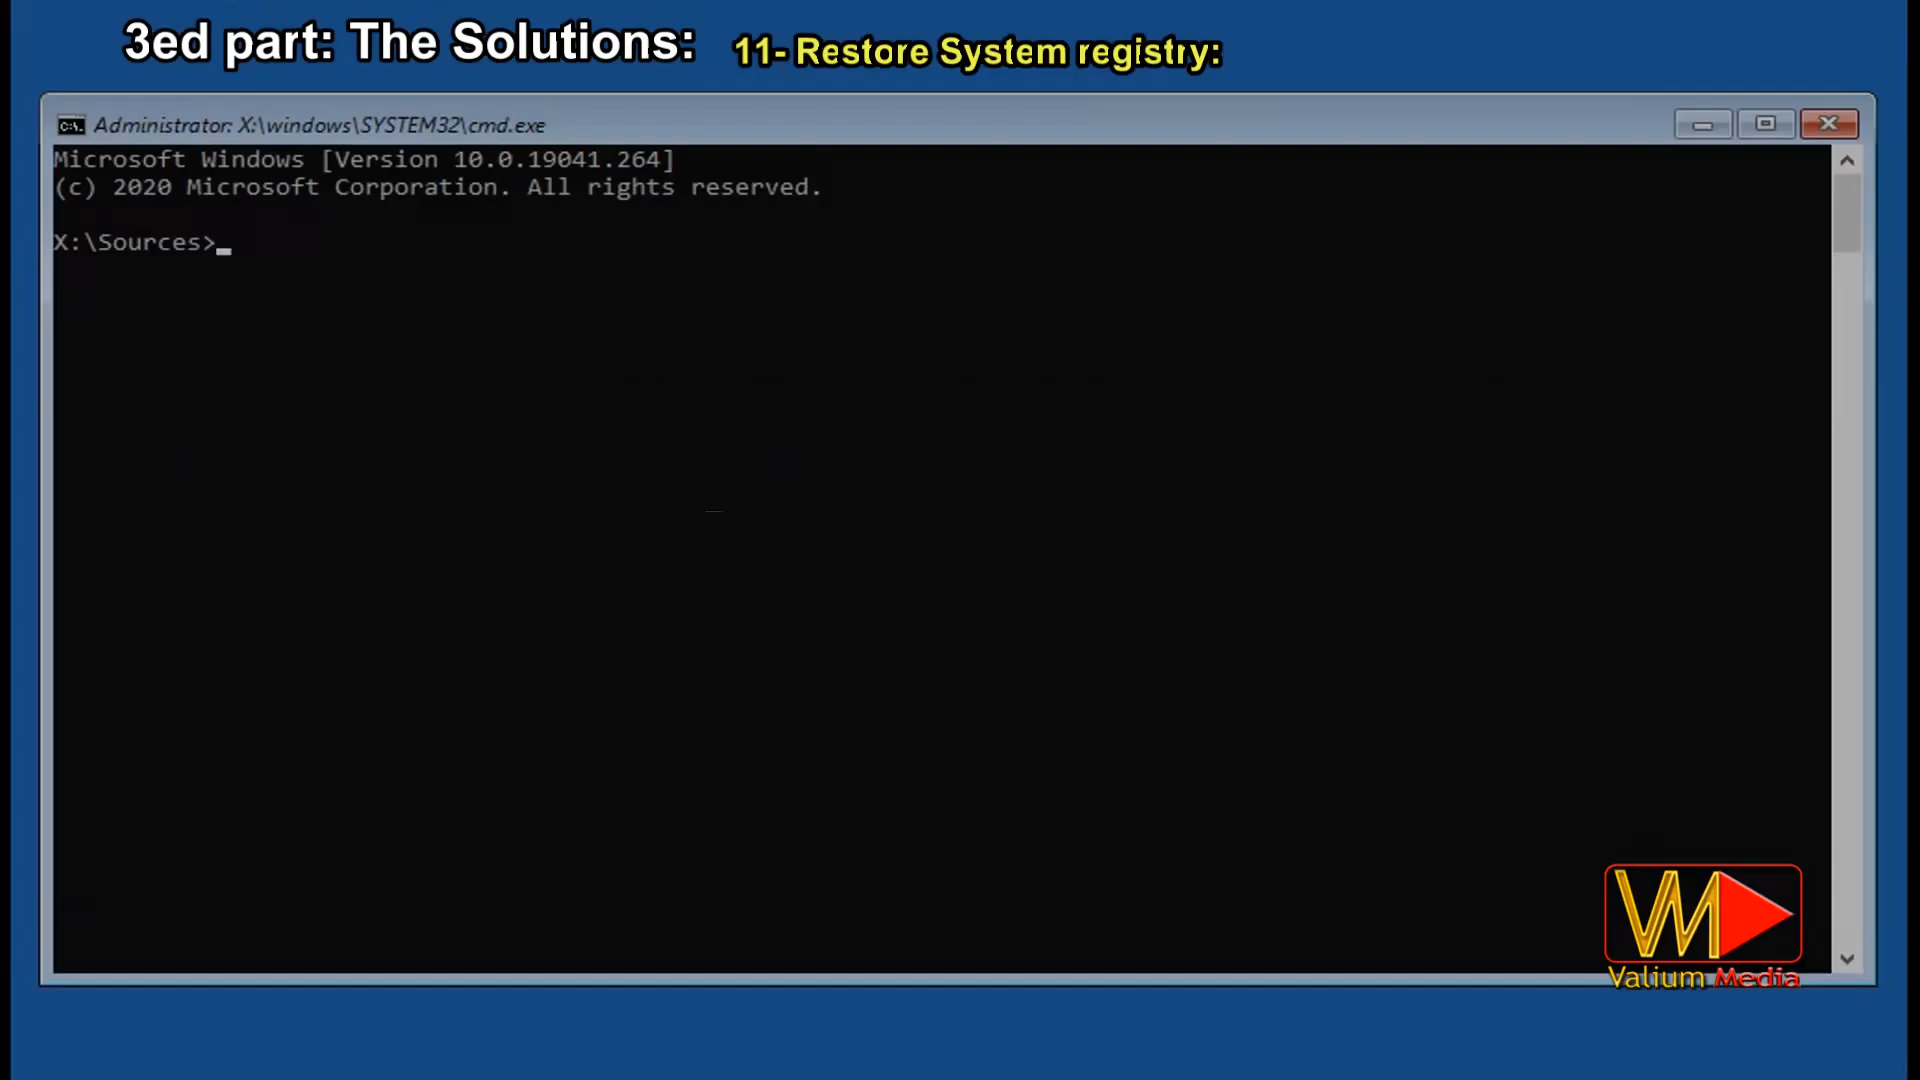 3ed part: The Solutions: 11- Restore System registry:
Administrator: X:\windows\SYSTEM32\cmd.exe
Microsoft Windows [Version 10.0.19041.264]
(c) 2020 Microsoft Corporation. All rights reserved.
X:\Sources>_
VM
Valium Media